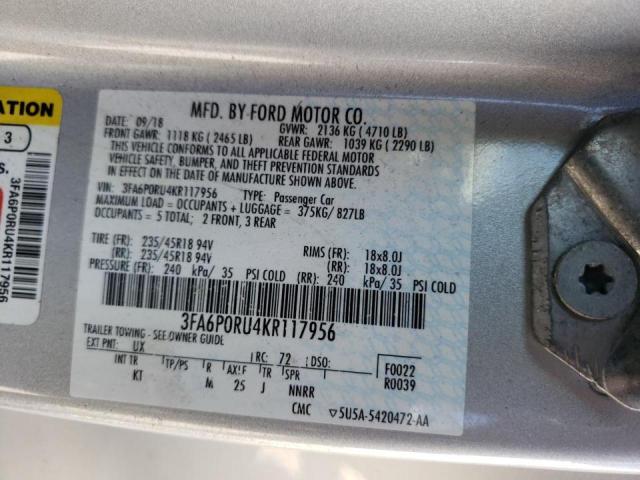 ATION
3
S.
3FA6P0RU4KR117956
MFD. BY FORD MOTOR CO.
DATE: 09/18 GVWR: 2136 KG ( 4710 LB)
FRONT GAWR: 1118 KG ( 2465 LB) REAR GAWR: 1039 KG ( 2290 LB)
THIS VEHICLE CONFORMS TO ALL APPLICABLE FEDERAL MOTOR
VEHICLE SAFETY, BUMPER, AND THEFT PREVENTION STANDARDS
IN EFFECT ON THE DATE OF MANUFACTURE SHOWN ABOVE.
VIN: 3FA6P0RU4KR117956 TYPE: Passenger Car
MAXIMUM LOAD = OCCUPANTS + LUGGAGE = 375KG/ 827LB
OCCUPANTS = 5 TOTAL; 2 FRONT, 3 REAR
TIRE (FR): 235/45R18 94V RIMS (FR): 18x8.0J
(RR): 235/45R18 94V (RR): 18x8.0J
PRESSURE (FR): 240 kPa/ 35 PSI COLD (RR): 240 kPa/ 35 PSI COLD
3FA6P0RU4KR117956
TRAILER TOWING - SEE OWNER GUIDE
EXT PNT: UX RC: 72 DSO: F0022
INT TR TP/PS R AXLE TR SPR R0039
KT M 25 J NNRR
CMC ▽5U5A-5420472-AA